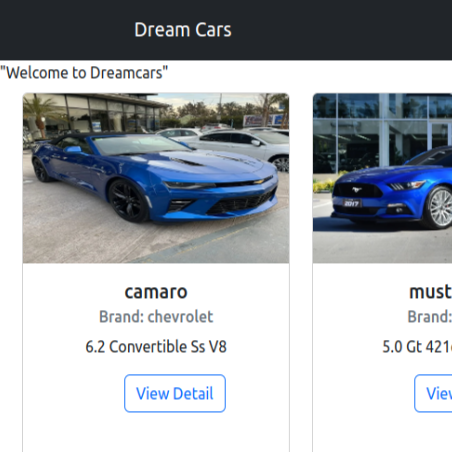 Dream Cars
"Welcome to Dreamcars"
2017
camaro
Brand: chevrolet
6.2 Convertible Ss V8
View Detail
must
Brand:
5.0 Gt 421
View